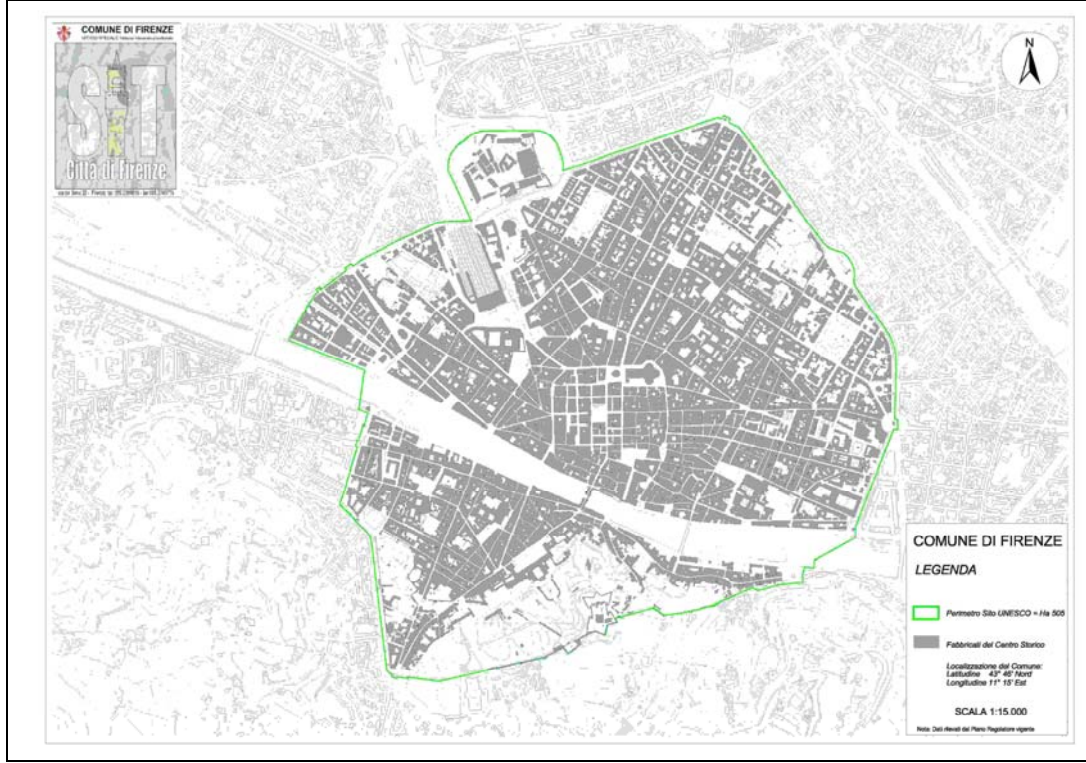 COMUNE DI FIRENZE
SIT
Città di Firenze
N
COMUNE DI FIRENZE
LEGENDA
Perimetro Sito UNESCO = Ha 505
Fabbricati del Centro Storico
Localizzazione del Comune:
Latitudine 43° 46' Nord
Longitudine 11° 15' Est
SCALA 1:15.000
Nota: Dati rilevati dal Piano Regolatore vigente